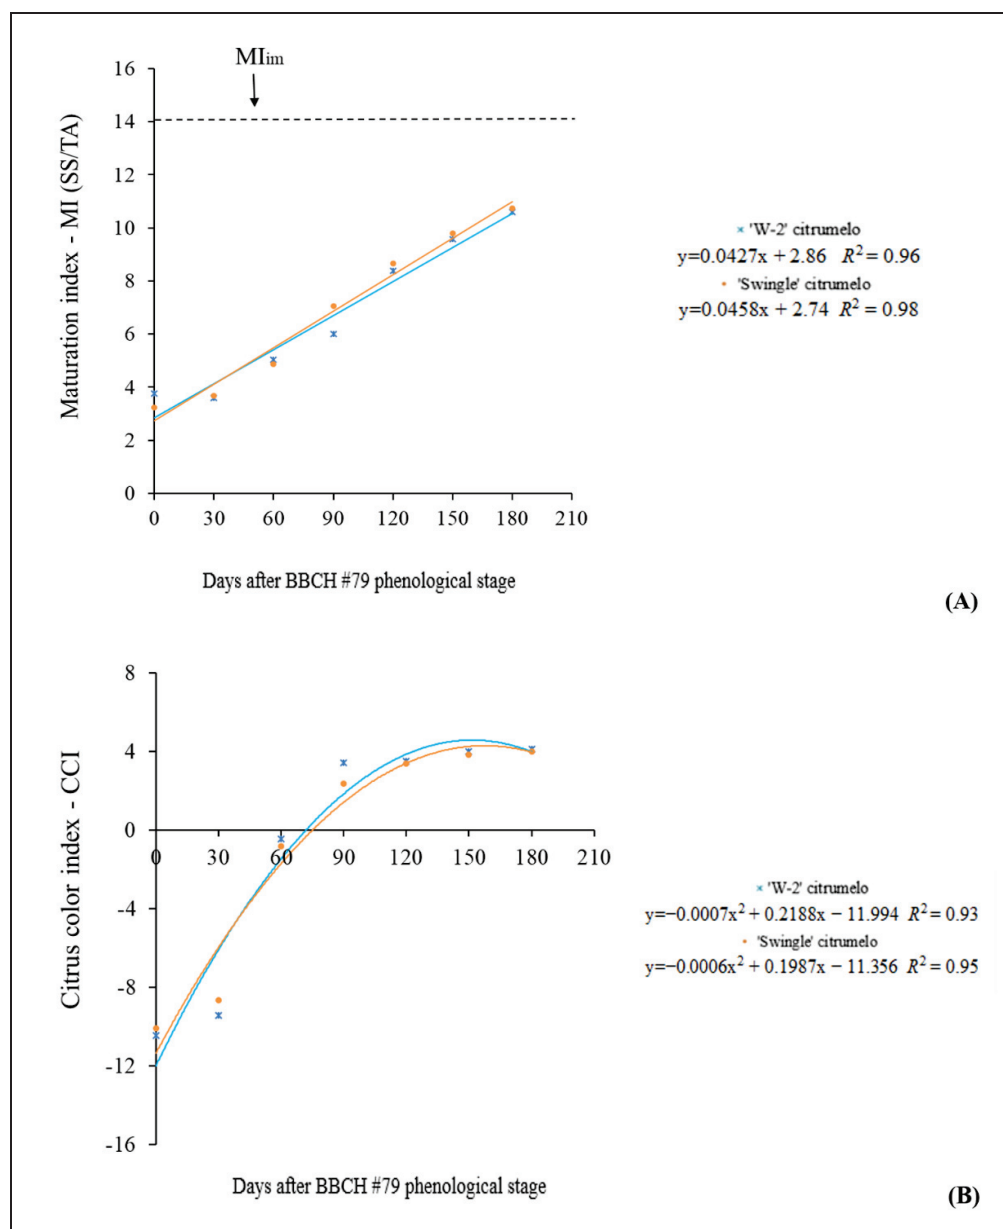 MIim
16
14
12
10
8
6
4
2
0
0 30 60 90 120 150 180 210
Maturation index - MI (SS/TA)
Days after BBCH #79 phenological stage
'W-2' citrumelo
y=0.0427x + 2.86 R² = 0.96
'Swingle' citrumelo
y=0.0458x + 2.74 R² = 0.98
(A)
8
4
0
-4
-8
-12
-16
0 30 60 90 120 150 180 210
Citrus color index - CCI
Days after BBCH #79 phenological stage
'W-2' citrumelo
y=−0.0007x² + 0.2188x − 11.994 R² = 0.93
'Swingle' citrumelo
y=−0.0006x² + 0.1987x − 11.356 R² = 0.95
(B)